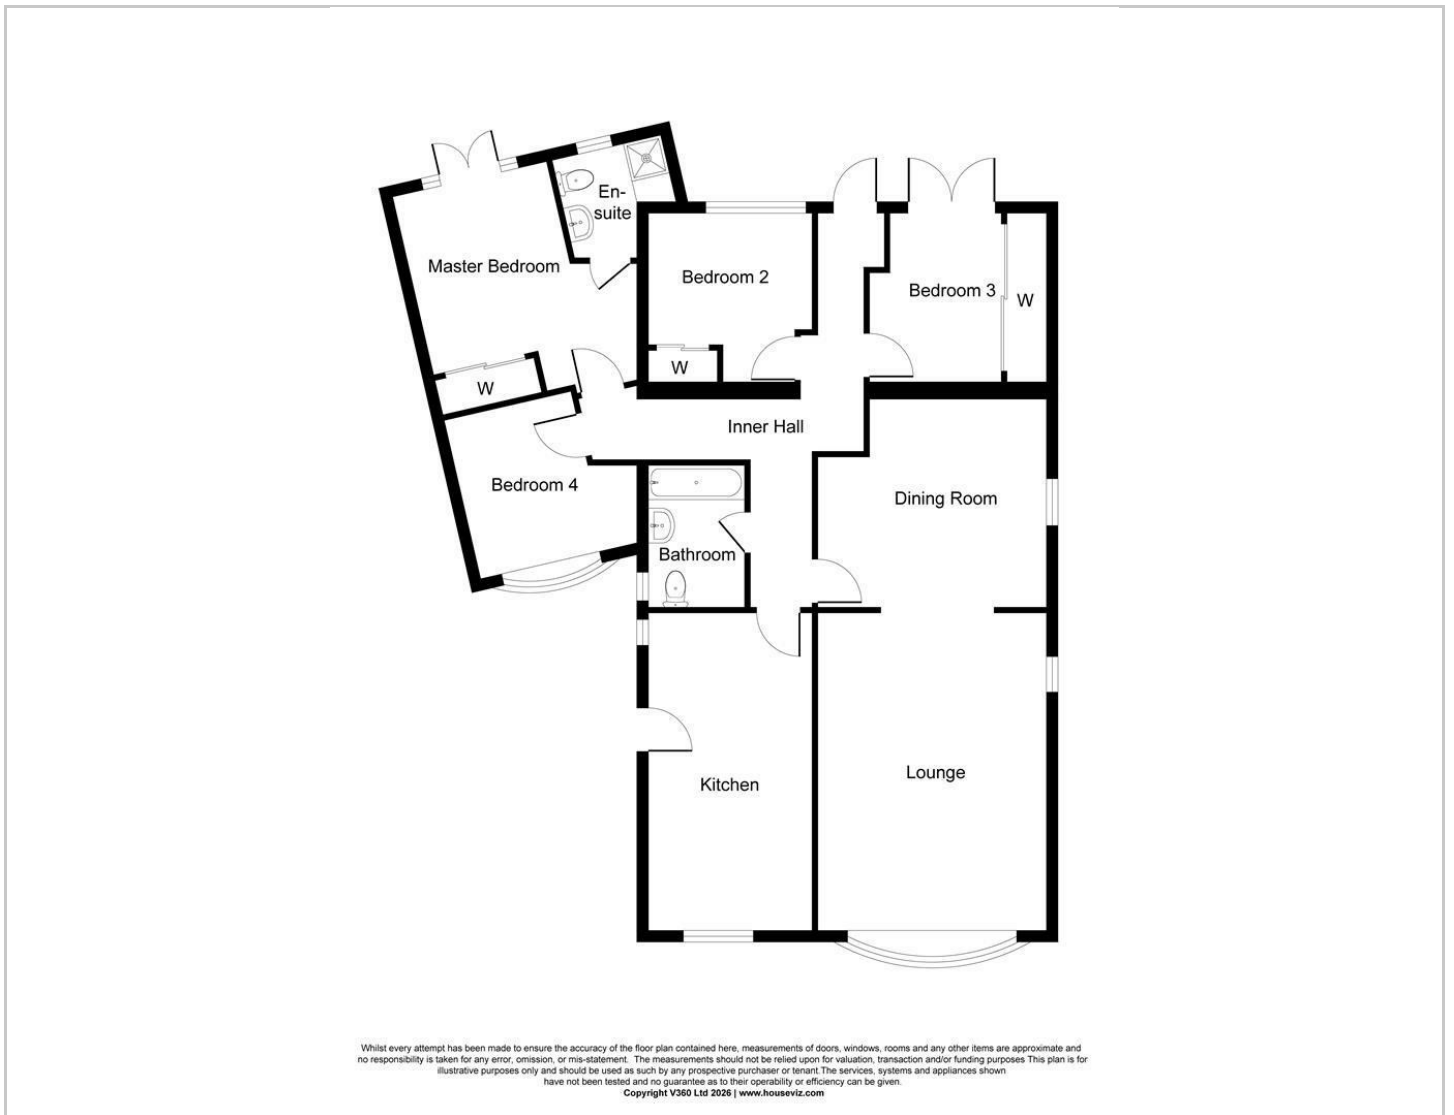 En-
suite
Master Bedroom
Bedroom 2
Bedroom 3
W
W
W
Inner Hall
Bedroom 4
Dining Room
Bathroom
Lounge
Kitchen
Whilst every attempt has been made to ensure the accuracy of the floor plan contained here, measurements of doors, windows, rooms and any other items are approximate and
no responsibility is taken for any error, omission, or mis-statement. The measurements should not be relied upon for valuation, transaction and/or funding purposes This plan is for
illustrative purposes only and should be used as such by any prospective purchaser or tenant.The services, systems and appliances shown
have not been tested and no guarantee as to their operability or efficiency can be given.
Copyright V360 Ltd 2026 | www.houseviz.com